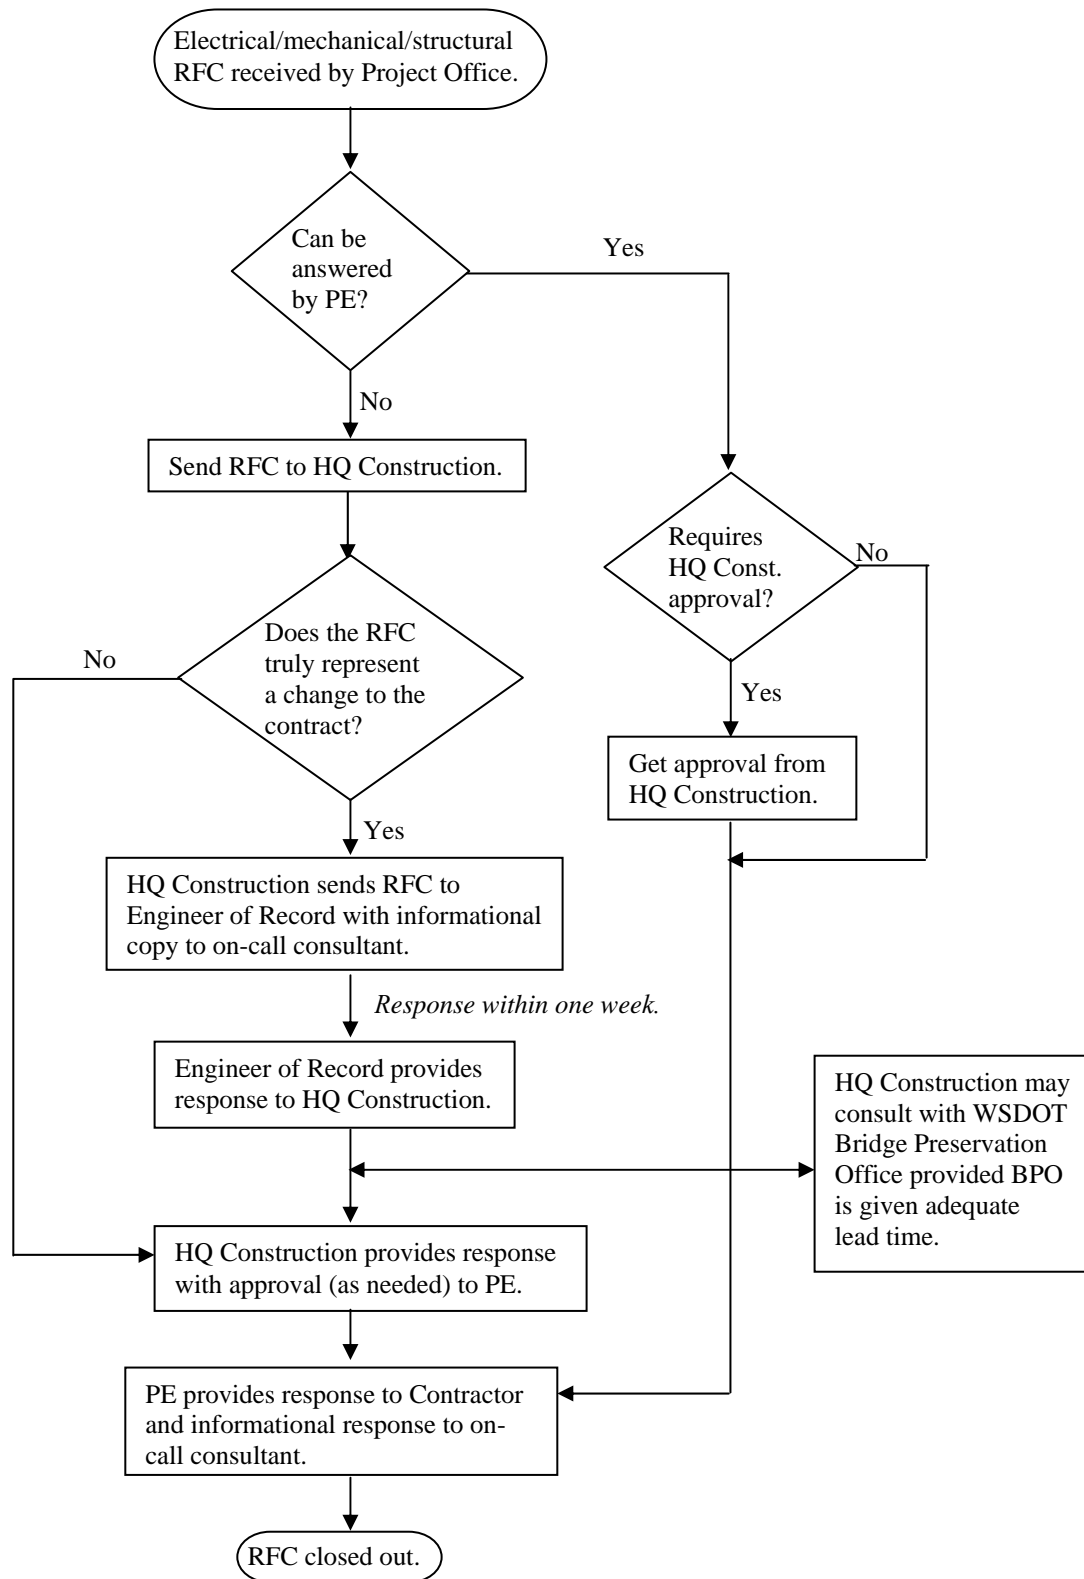 Electrical/mechanical/structural
RFC received by Project Office.
Can be
answered
by PE?
Yes
No
Send RFC to HQ Construction.
Requires
HQ Const.
approval?
No
Does the RFC
truly represent
a change to the
contract?
No
Yes
Get approval from
HQ Construction.
Yes
HQ Construction sends RFC to
Engineer of Record with informational
copy to on-call consultant.
Response within one week.
Engineer of Record provides
response to HQ Construction.
HQ Construction may
consult with WSDOT
Bridge Preservation
Office provided BPO
is given adequate
lead time.
HQ Construction provides response
with approval (as needed) to PE.
PE provides response to Contractor
and informational response to on-
call consultant.
RFC closed out.